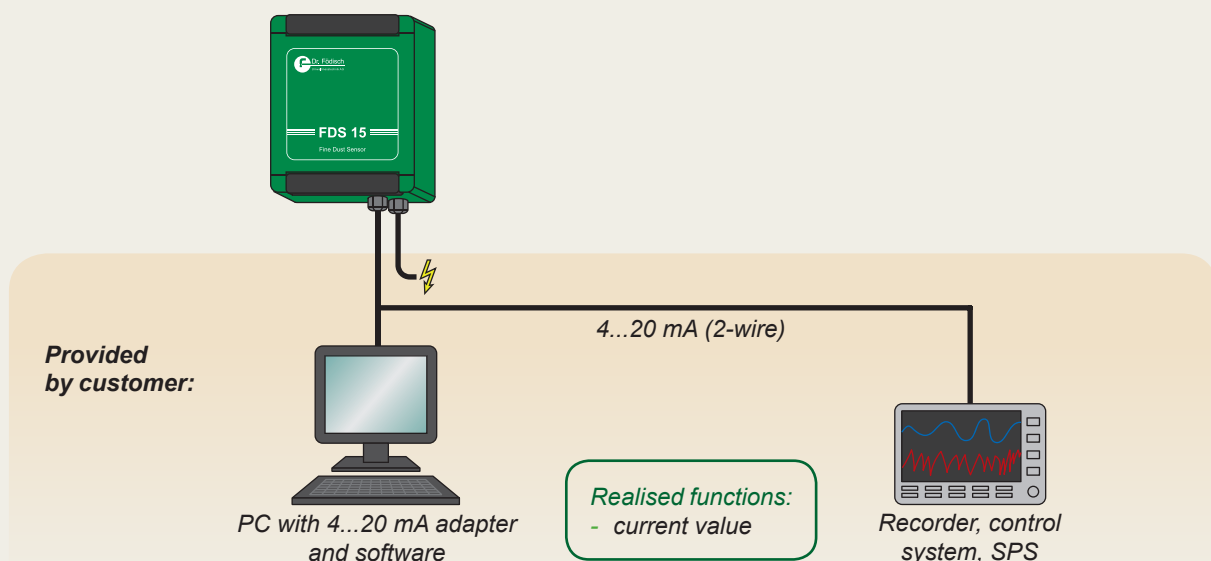 Dr. Födisch
FDS 15
Fine Dust Sensor
4...20 mA (2-wire)
Provided
by customer:
Realised functions:
- current value
PC with 4...20 mA adapter
and software
Recorder, control
system, SPS